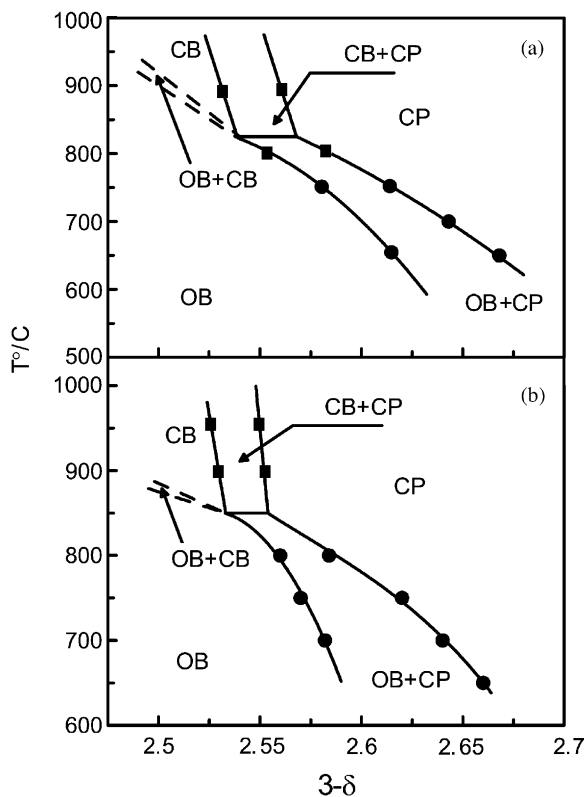 1000
(a)
CB
CB+CP
900
CP
800
OB+CB
700
600
OB
OB+CP
500
T°/C
1000
(b)
CB+CP
CB
900
CP
800
OB+CB
700
OB
OB+CP
600
2.5 2.55 2.6 2.65 2.7
3-δ